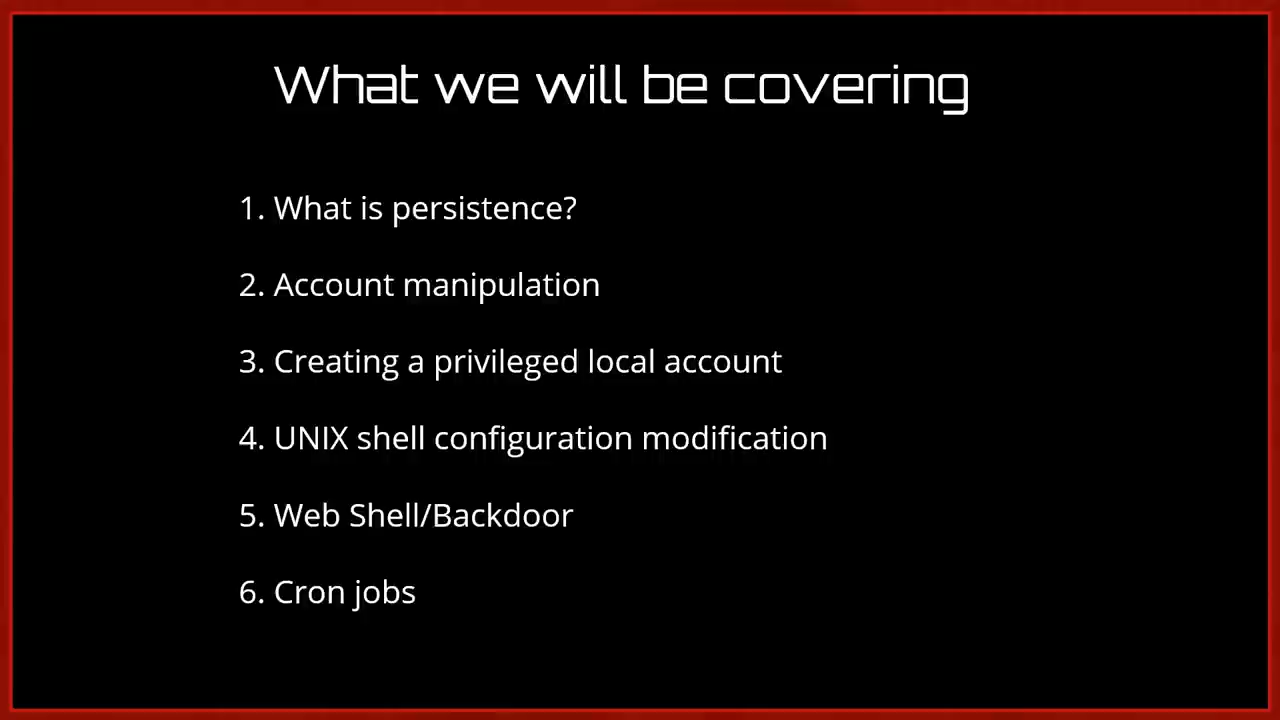 What we will be covering
1. What is persistence?
2. Account manipulation
3. Creating a privileged local account
4. UNIX shell configuration modification
5. Web Shell/Backdoor
6. Cron jobs